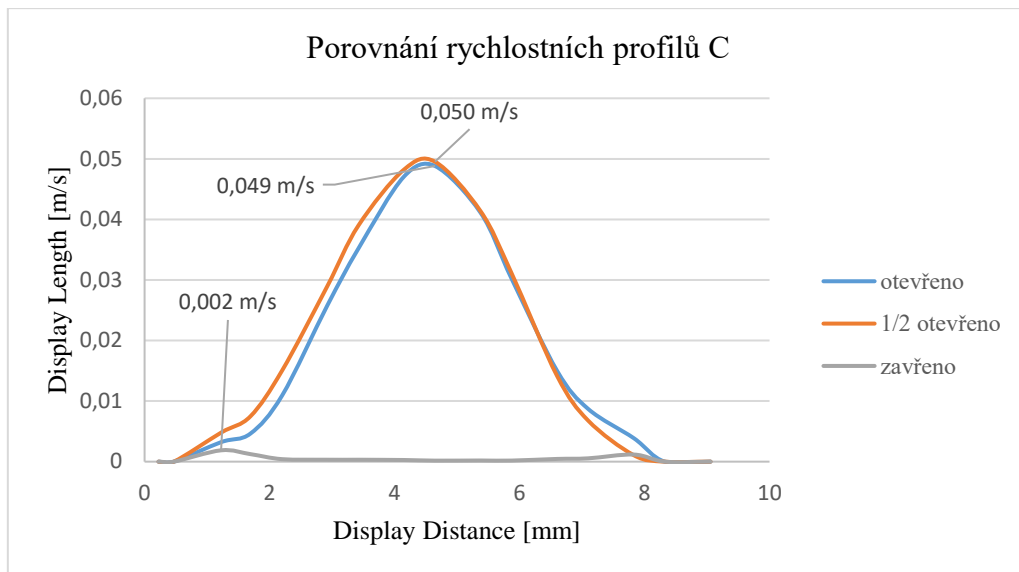 Porovnání rychlostních profilů C
0,06
0,05
0,04
0,03
0,02
0,01
0
Display Length [m/s]
0,050 m/s
0,049 m/s
0,002 m/s
0
2
4
6
8
10
Display Distance [mm]
otevřeno
1/2 otevřeno
zavřeno